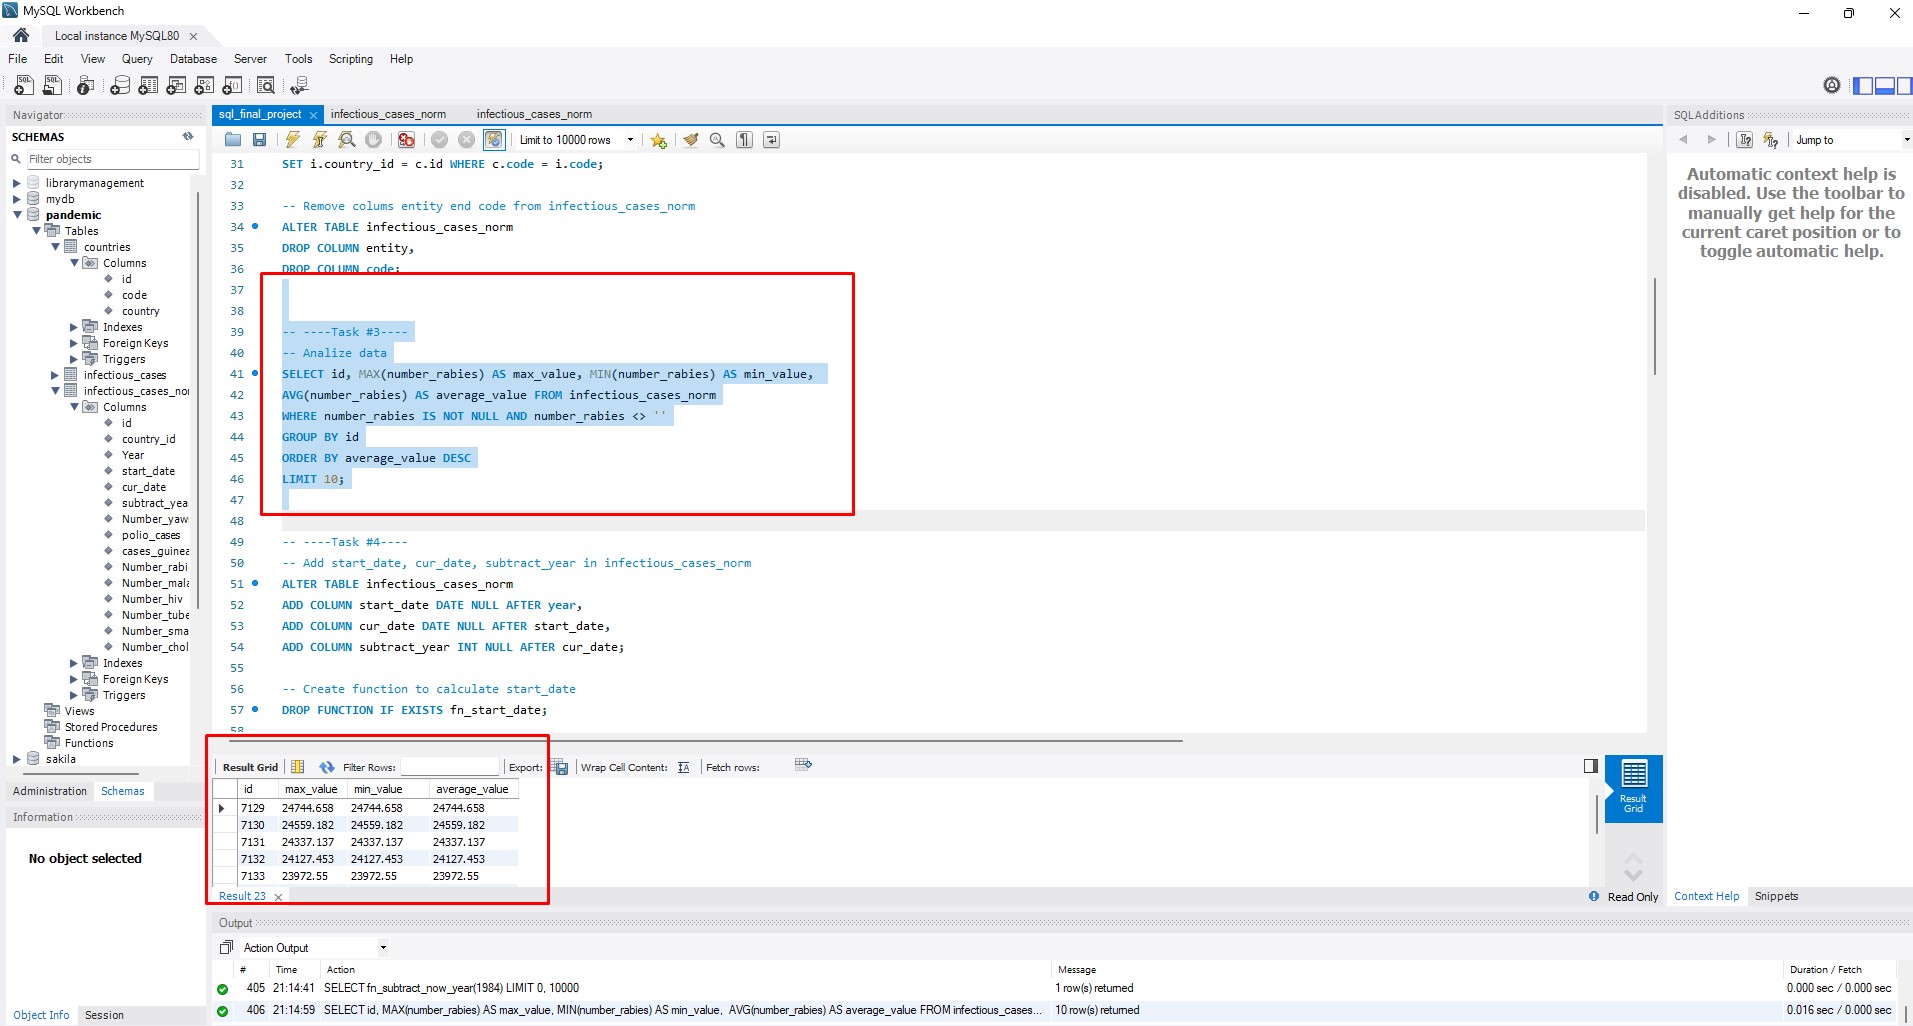 MySQL Workbench
Local instance MySQL80
File Edit View Query Database Server Tools Scripting Help
Navigator
SCHEMAS
Filter objects
librarymanagement
mydb
pandemic
Tables
countries
Columns
id
code
country
Indexes
Foreign Keys
Triggers
infectious_cases
infectious_cases_nor
Columns
id
country_id
Year
start_date
cur_date
subtract_yea
Number_yaw
polio_cases
cases_guinea
Number_rabi
Number_mala
Number_hiv
Number_tube
Number_sma
Number_chol
Indexes
Foreign Keys
Triggers
Views
Stored Procedures
Functions
sakila
Administration Schemas
Information
No object selected
Object Info Session
sql_final_project infectious_cases_norm infectious_cases_norm
Limit to 10000 rows
31 SET i.country_id = c.id WHERE c.code = i.code;
32
33 -- Remove colums entity end code from infectious_cases_norm
34 ALTER TABLE infectious_cases_norm
35 DROP COLUMN entity,
36 DROP COLUMN code;
37
38
39 -- ----Task #3----
40 -- Analize data
41 SELECT id, MAX(number_rabies) AS max_value, MIN(number_rabies) AS min_value,
42 AVG(number_rabies) AS average_value FROM infectious_cases_norm
43 WHERE number_rabies IS NOT NULL AND number_rabies <> ''
44 GROUP BY id
45 ORDER BY average_value DESC
46 LIMIT 10;
47
48
49 -- ----Task #4----
50 -- Add start_date, cur_date, subtract_year in infectious_cases_norm
51 ALTER TABLE infectious_cases_norm
52 ADD COLUMN start_date DATE NULL AFTER year,
53 ADD COLUMN cur_date DATE NULL AFTER start_date,
54 ADD COLUMN subtract_year INT NULL AFTER cur_date;
55
56 -- Create function to calculate start_date
57 DROP FUNCTION IF EXISTS fn_start_date;
58
Result Grid Filter Rows: Export: Wrap Cell Content: Fetch rows:
id max_value min_value average_value
7129 24744.658 24744.658 24744.658
7130 24559.182 24559.182 24559.182
7131 24337.137 24337.137 24337.137
7132 24127.453 24127.453 24127.453
7133 23972.55 23972.55 23972.55
Result Grid
Result 23
Read Only
Output
Action Output
# Time Action Message Duration / Fetch
405 21:14:41 SELECT fn_subtract_now_year(1984) LIMIT 0, 10000 1 row(s) returned 0.000 sec / 0.000 sec
406 21:14:59 SELECT id, MAX(number_rabies) AS max_value, MIN(number_rabies) AS min_value, AVG(number_rabies) AS average_value FROM infectious_cases... 10 row(s) returned 0.016 sec / 0.000 sec
SQLAdditions
Jump to
Automatic context help is
disabled. Use the toolbar to
manually get help for the
current caret position or to
toggle automatic help.
Context Help Snippets